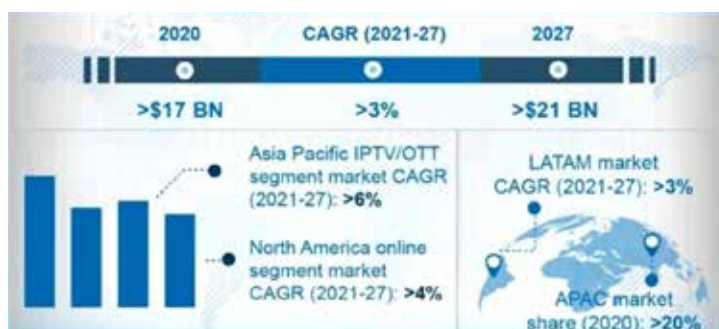 2020 CAGR (2021-27) 2027
>$17 BN >3% >$21 BN
Asia Pacific IPTV/OTT
segment market CAGR
(2021-27): >6%
North America online
segment market
CAGR (2021-27): >4%
LATAM market
CAGR (2021-27): >3%
APAC market
share (2020): >20%